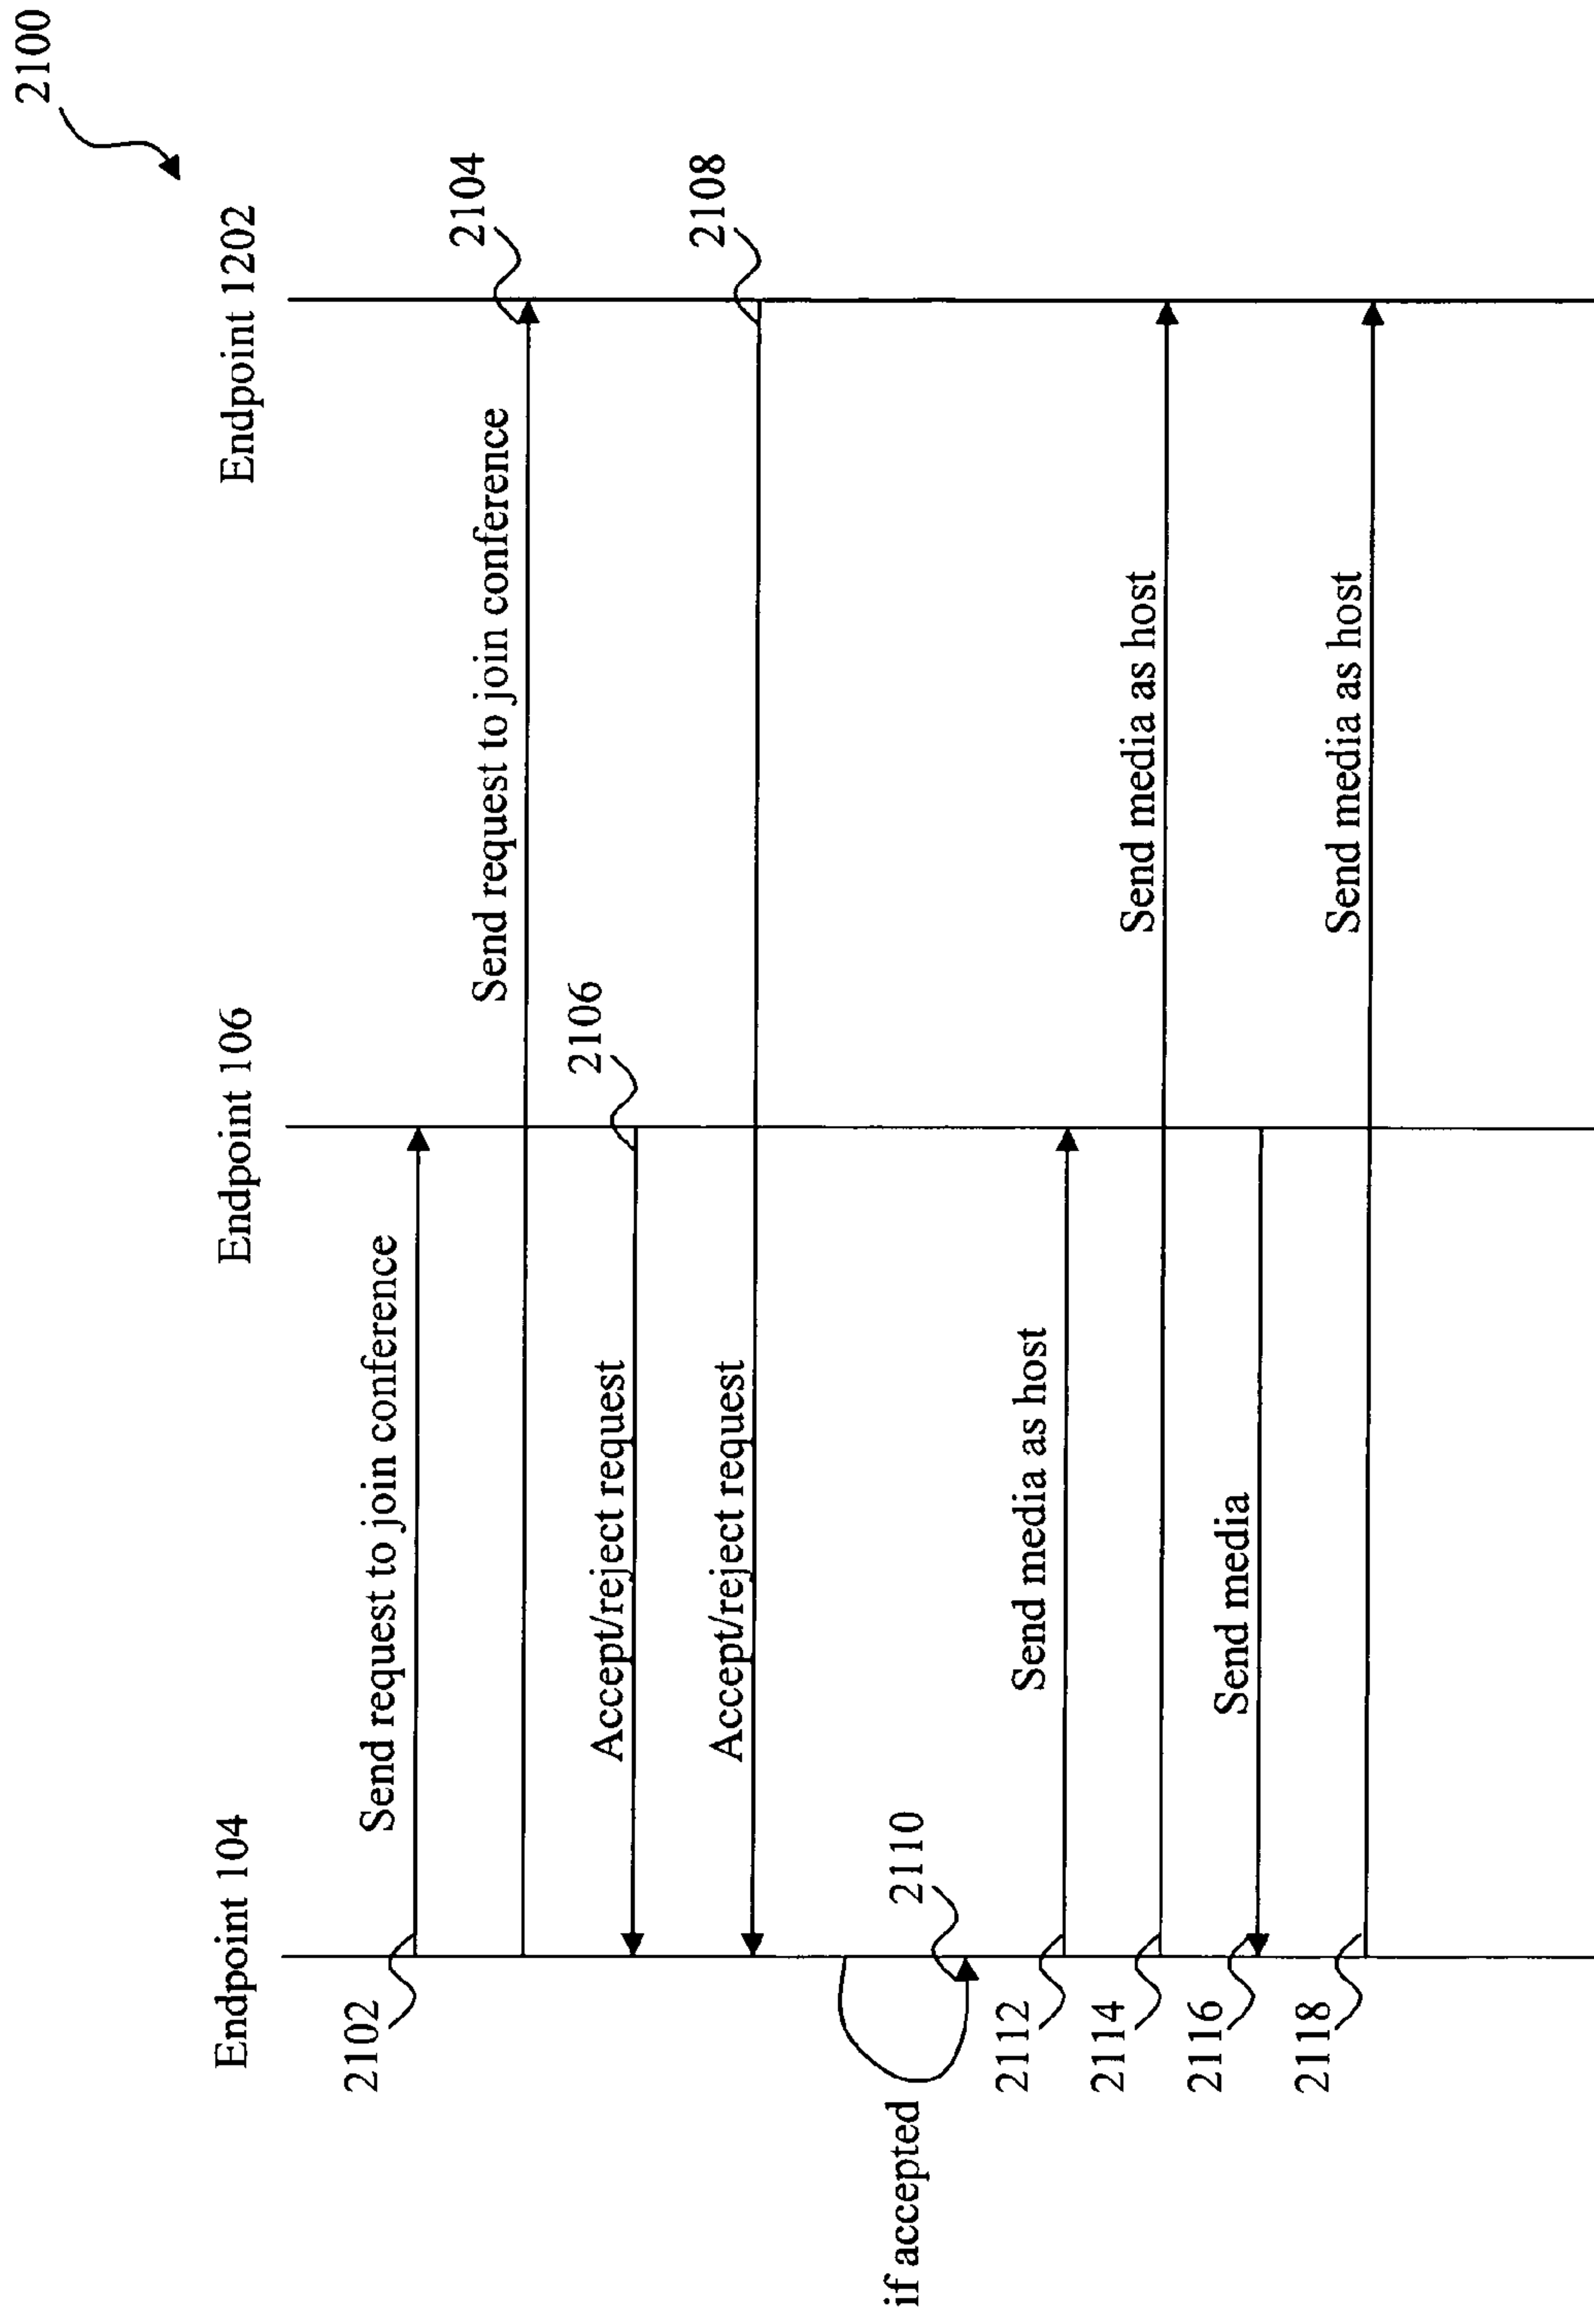 2100
Endpoint 104
Endpoint 106
Endpoint 1202
2102
Send request to join conference
Send request to join conference
2104
Accept/reject request
2106
Accept/reject request
2108
if accepted
2110
2112
Send media as host
2114
Send media as host
2116
Send media
2118
Send media as host